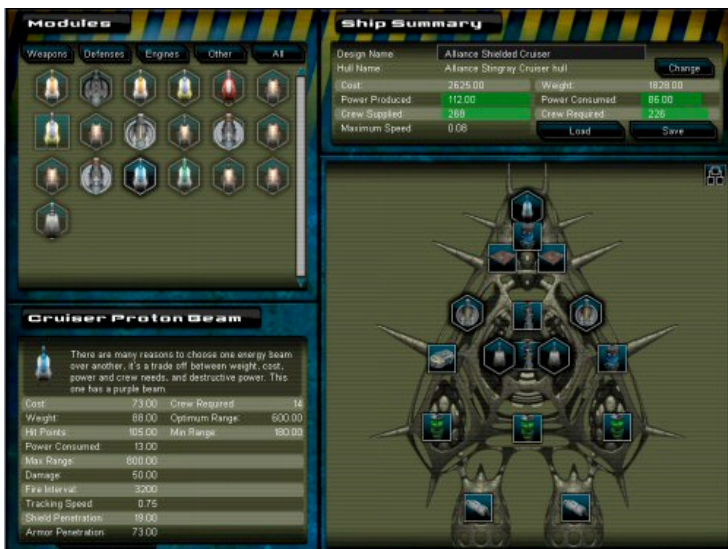 Modules
Weapons Defenses Engines Other All
Ship Summary
Design Name Alliance Shielded Cruiser
Hull Name Alliance Stingray Cruiser hull Change
Cost: 2625.00 Weight: 1828.00
Power Produced 112.00 Power Consumed: 86.00
Crew Supplied 268 Crew Required: 226
Maximum Speed 0.08 Load Save
Cruiser Proton Beam
There are many reasons to choose one energy beam
over another, it's a trade off between weight, cost,
power and crew needs, and destructive power. This
one has a purple beam.
Cost: 73.00 Crew Required: 14
Weight: 88.00 Optimum Range: 600.00
Hit Points: 105.00 Min Range: 180.00
Power Consumed: 13.00
Max Range: 800.00
Damage: 50.00
Fire Interval: 3200
Tracking Speed 0.75
Shield Penetration: 19.00
Armor Penetration: 73.00